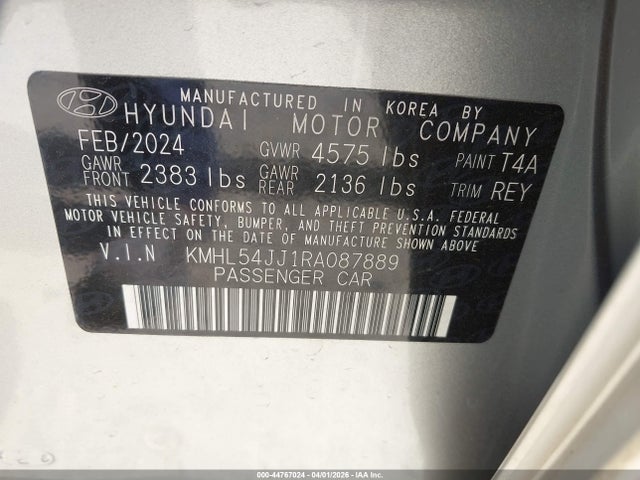 MANUFACTURED IN KOREA BY
HYUNDAI MOTOR COMPANY
FEB/2024 GVWR 4575 lbs PAINT T4A
GAWR FRONT 2383 lbs GAWR REAR 2136 lbs TRIM REY
THIS VEHICLE CONFORMS TO ALL APPLICABLE U.S.A. FEDERAL
MOTOR VEHICLE SAFETY, BUMPER, AND THEFT PREVENTION STANDARDS
IN EFFECT ON THE DATE OF MANUFACTURE SHOWN ABOVE
V.I.N KMHL54JJ1RA087889
PASSENGER CAR
000-44767024 04/01/2026 IAA, Inc.